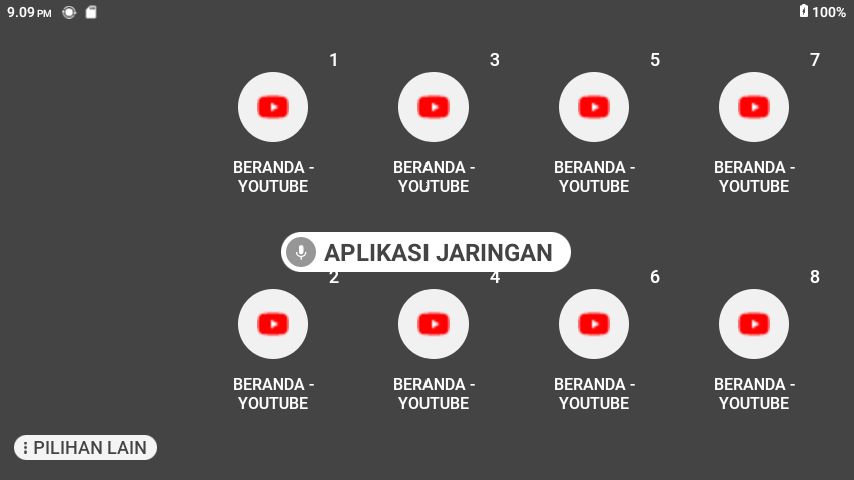 9.09 PM
100%
1
3
5
7
BERANDA -
YOUTUBE
BERANDA -
YOUTUBE
BERANDA -
YOUTUBE
BERANDA -
YOUTUBE
APLIKASI JARINGAN
2
4
6
8
BERANDA -
YOUTUBE
BERANDA -
YOUTUBE
BERANDA -
YOUTUBE
BERANDA -
YOUTUBE
PILIHAN LAIN